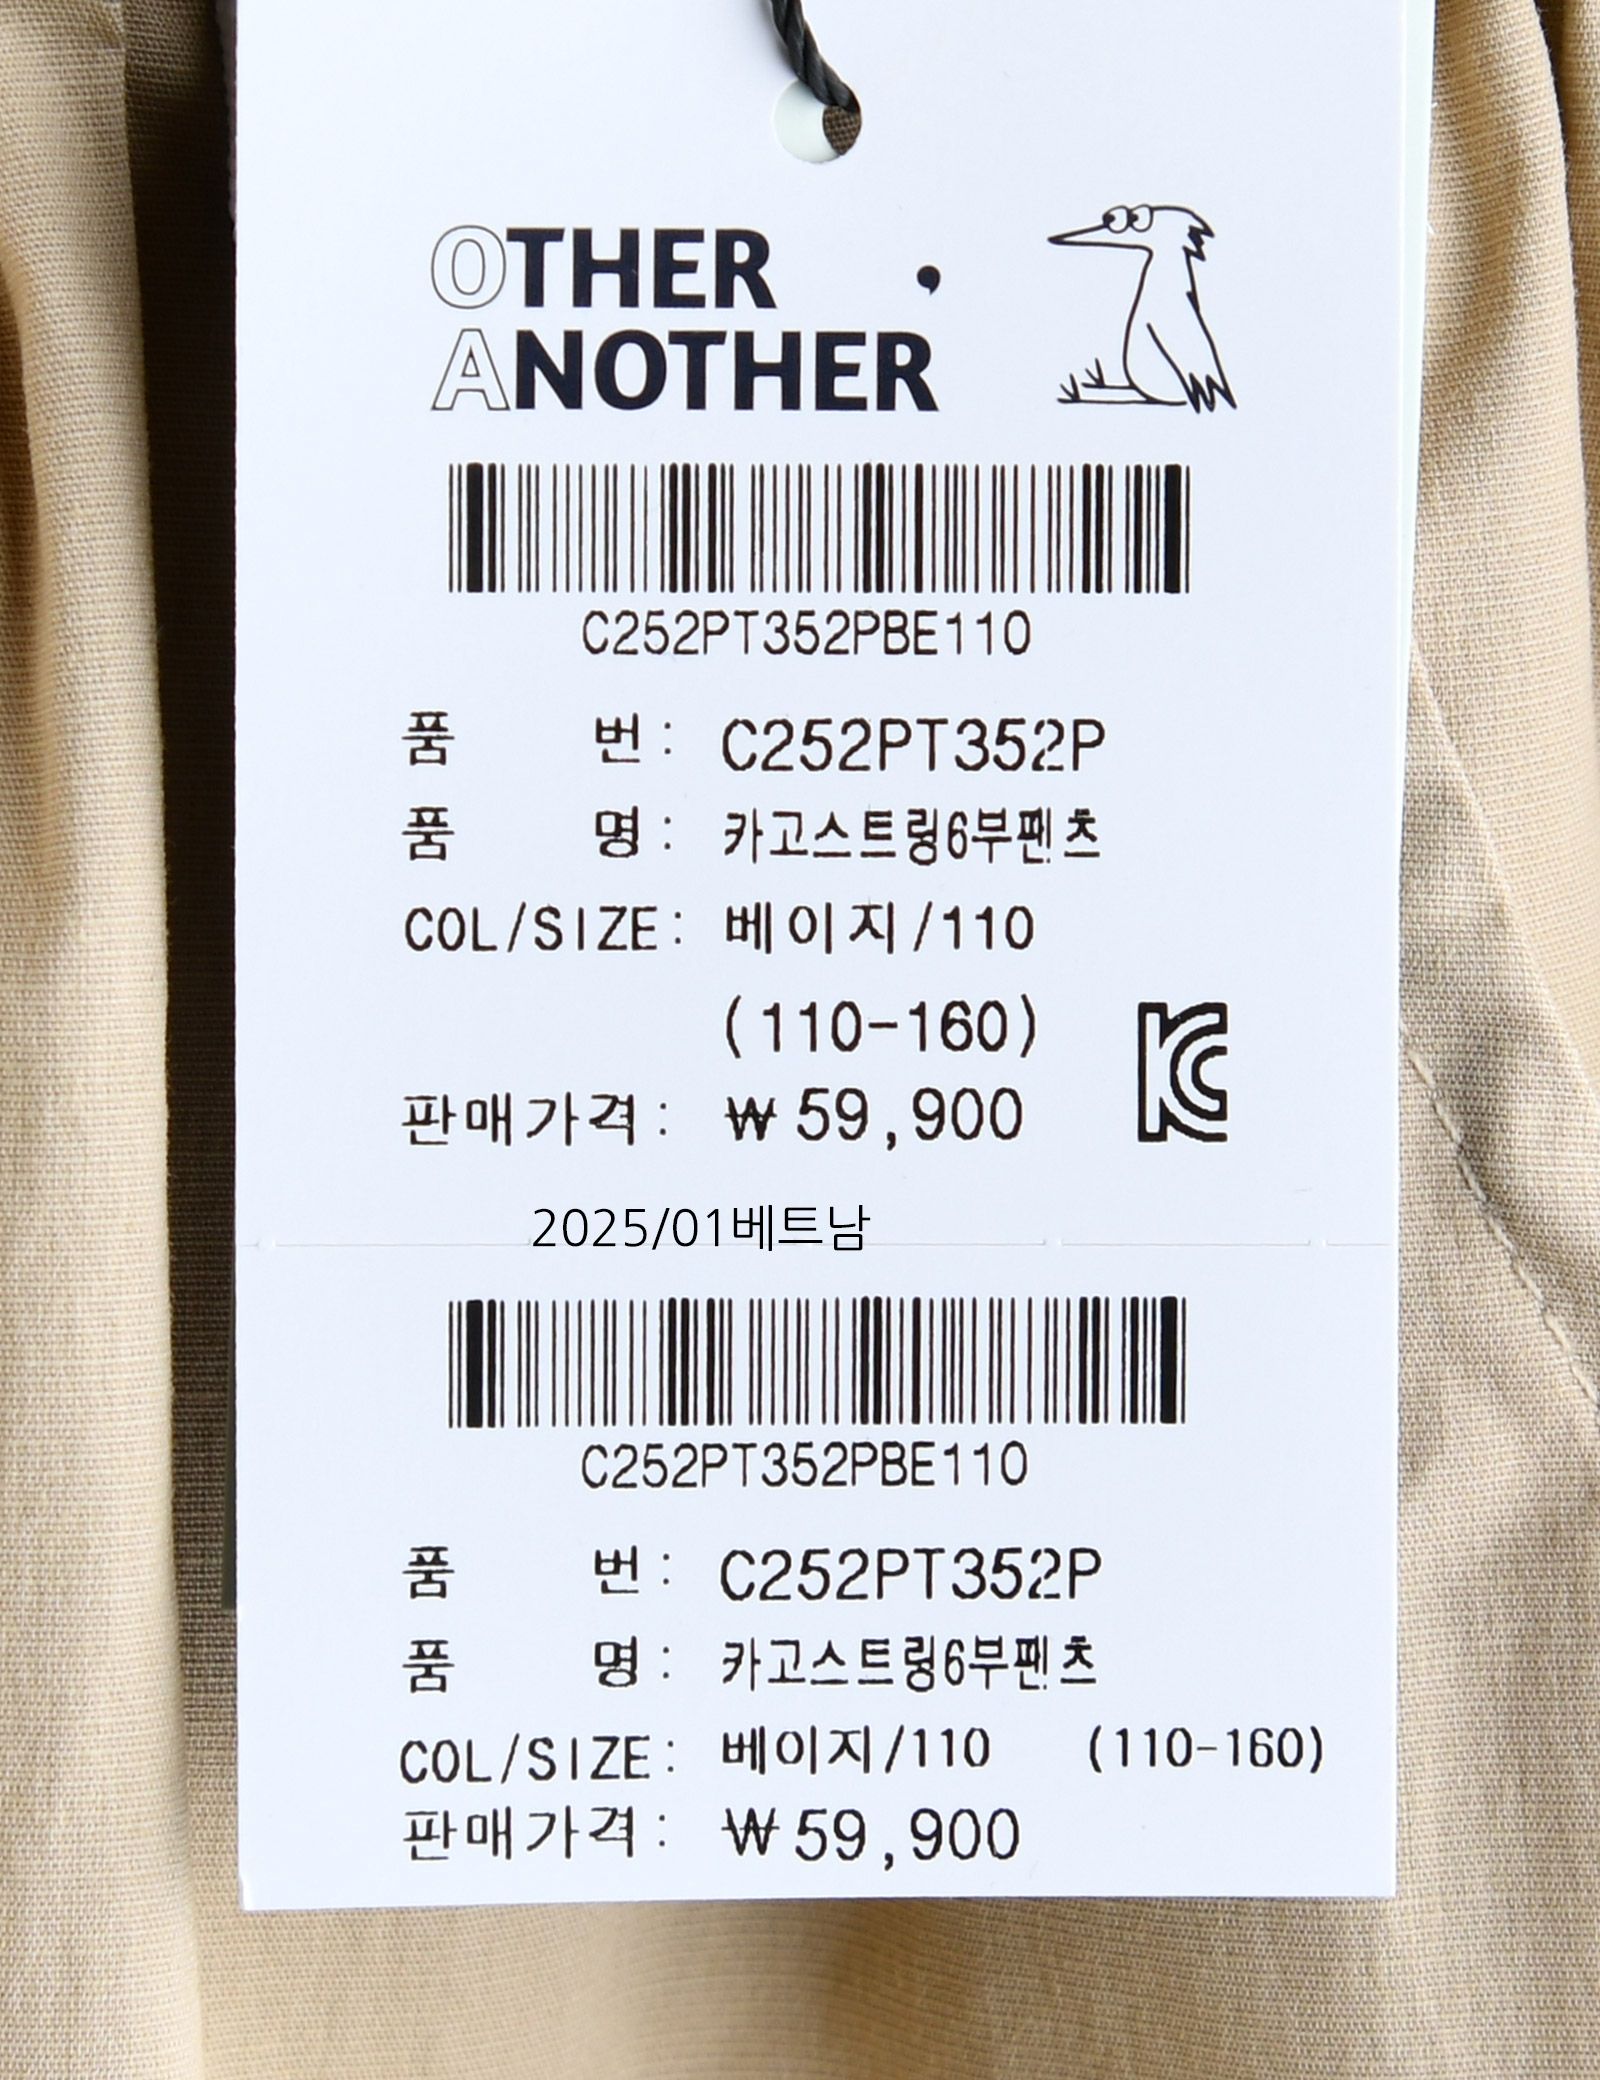 OTHER
ANOTHER
C252PT352PBE110
품 번: C252PT352P
품 명: 카고스트링6부팬츠
COL/SIZE: 베이지/110
(110-160)
판매가격: ₩59,900
2025/01베트남
C252PT352PBE110
품 번: C252PT352P
품 명: 카고스트링6부팬츠
COL/SIZE: 베이지/110 (110-160)
판매가격: ₩59,900